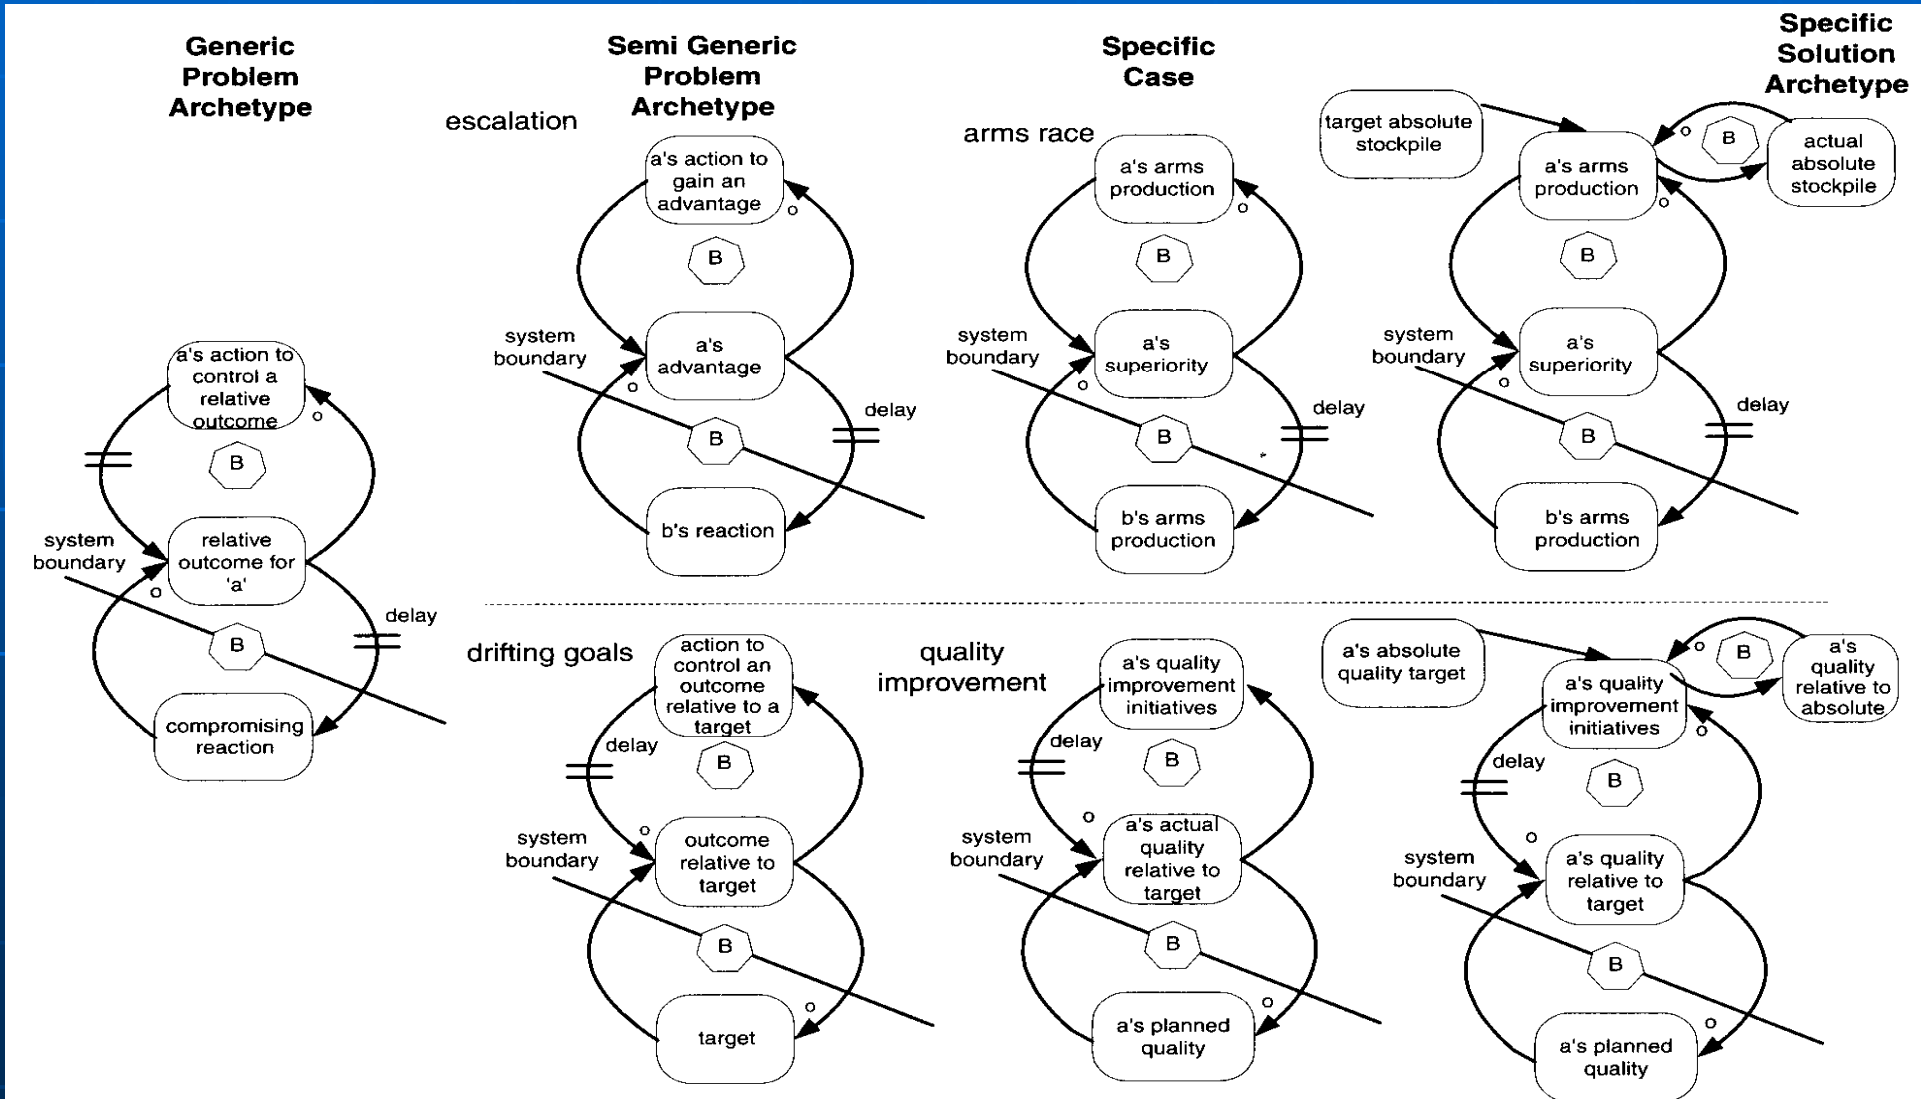 Generic
Problem
Archetype
Semi Generic
Problem
Archetype
Specific
Case
Specific
Solution
Archetype
a's action to
control a
relative
outcome
o
B
relative
outcome for
'a'
system
boundary
o
delay
B
compromising
reaction
escalation
a's action to
gain an
advantage
o
B
system
boundary
a's
advantage
o
delay
B
b's reaction
arms race
a's arms
production
o
B
system
boundary
a's
superiority
o
delay
B
b's arms
production
target absolute
stockpile
a's arms
production
o
B
actual
absolute
stockpile
o
B
system
boundary
a's
superiority
o
delay
B
b's arms
production
drifting goals
action to
control an
outcome
relative to a
target
delay
B
o
system
boundary
outcome
relative to
target
B
o
target
quality
improvement
a's quality
improvement
initiatives
delay
B
o
system
boundary
a's actual
quality
relative to
target
B
o
a's planned
quality
a's absolute
quality target
a's quality
improvement
initiatives
o
B
a's
quality
relative to
absolute
o
delay
B
o
system
boundary
a's quality
relative to
target
B
o
a's planned
quality